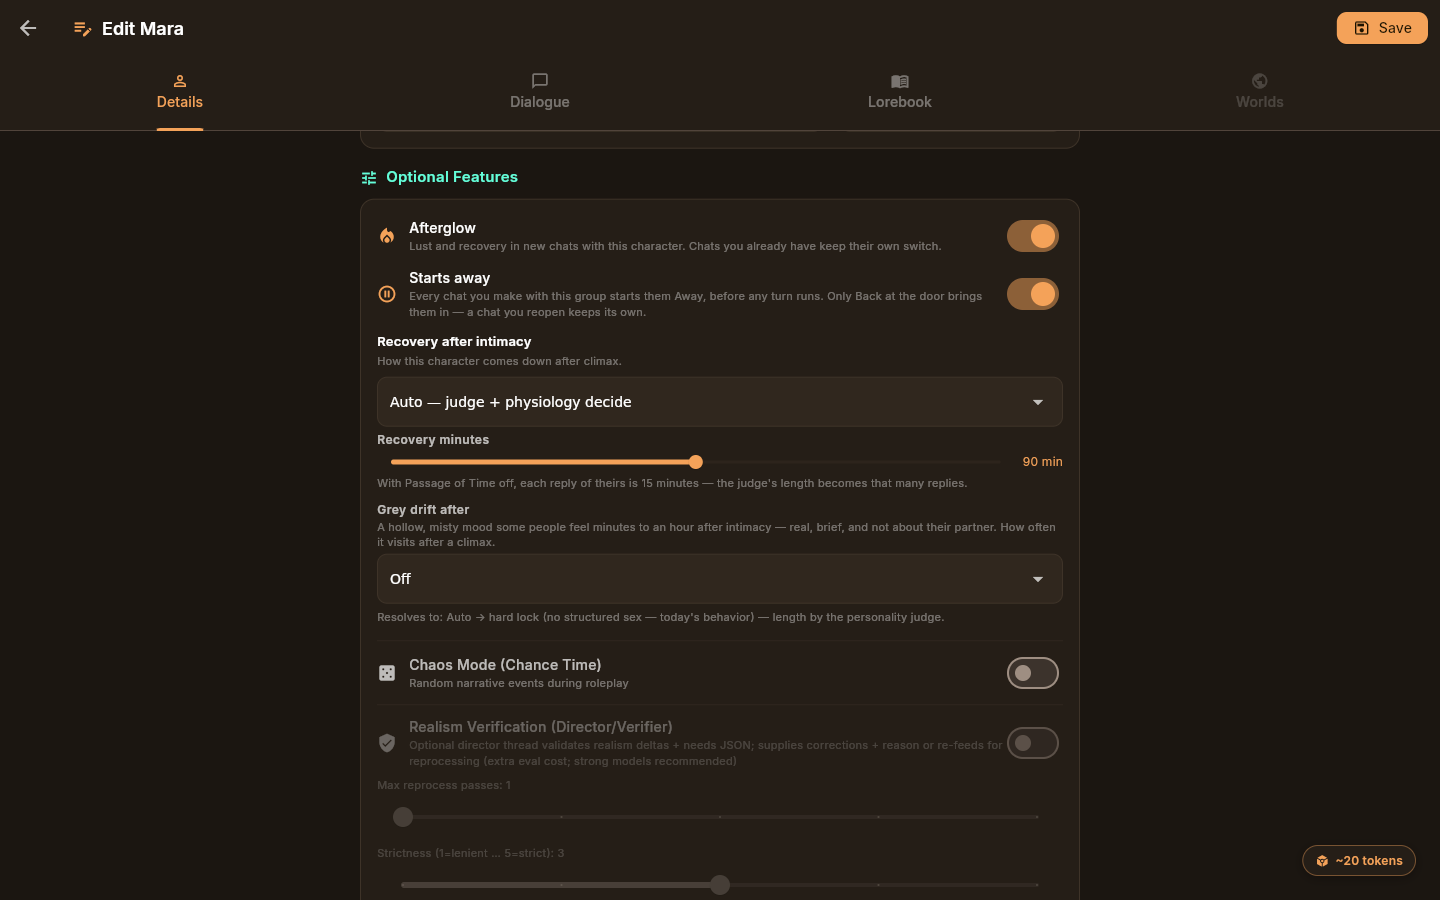 Edit Mara
Save
Details
Dialogue
Lorebook
Worlds
Optional Features
Afterglow
Lust and recovery in new chats with this character. Chats you already have keep their own switch.
Starts away
Every chat you make with this group starts them Away, before any turn runs. Only Back at the door brings
them in — a chat you reopen keeps its own.
Recovery after intimacy
How this character comes down after climax.
Auto — judge + physiology decide
Recovery minutes
90 min
With Passage of Time off, each reply of theirs is 15 minutes — the judge's length becomes that many replies.
Grey drift after
A hollow, misty mood some people feel minutes to an hour after intimacy — real, brief, and not about their partner. How often
it visits after a climax.
Off
Resolves to: Auto → hard lock (no structured sex — today's behavior) — length by the personality judge.
Chaos Mode (Chance Time)
Random narrative events during roleplay
Realism Verification (Director/Verifier)
Optional director thread validates realism deltas + needs JSON; supplies corrections + reason or re-feeds for
reprocessing (extra eval cost; strong models recommended)
Max reprocess passes: 1
Strictness (1=lenient ... 5=strict): 3
~20 tokens